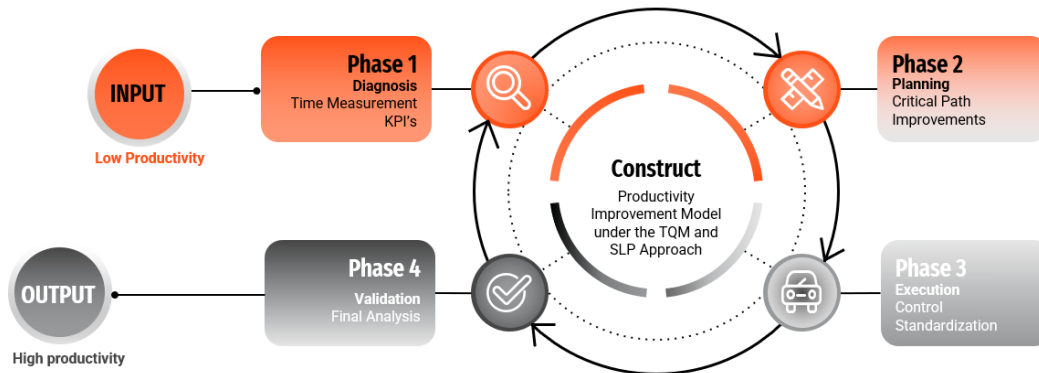 INPUT
Low Productivity
Phase 1
Diagnosis
Time Measurement
KPI's
Phase 2
Planning
Critical Path
Improvements
Construct
Productivity
Improvement Model
under the TQM and
SLP Approach
OUTPUT
High productivity
Phase 4
Validation
Final Analysis
Phase 3
Execution
Control
Standardization